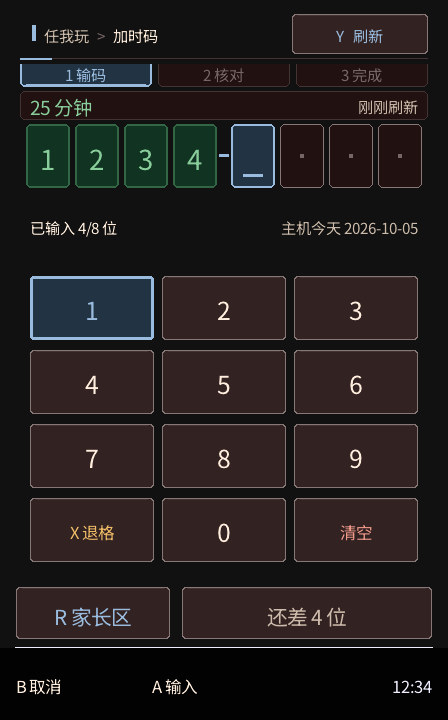 任我玩 > 加时码
Y 刷新
1 输码 2 核对 3 完成
25 分钟 刚刚刷新
1 2 3 4 - _ · · ·
已输入 4/8 位 主机今天 2026-10-05
1 2 3
4 5 6
7 8 9
X 退格 0 清空
R 家长区 还差 4 位
B 取消 A 输入 12:34